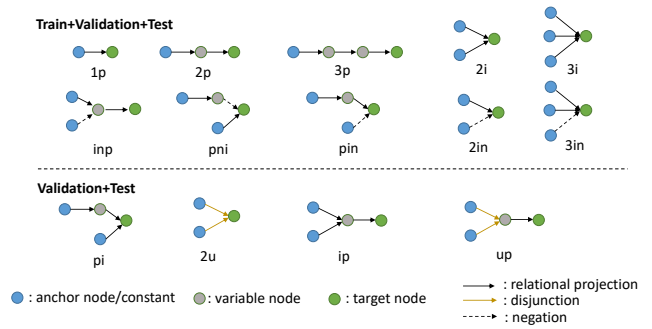 Train+Validation+Test
1p
2p
3p
2i
3i
inp
pni
pin
2in
3in
Validation+Test
pi
2u
ip
up
: anchor node/constant
: variable node
: target node
: relational projection
: disjunction
: negation